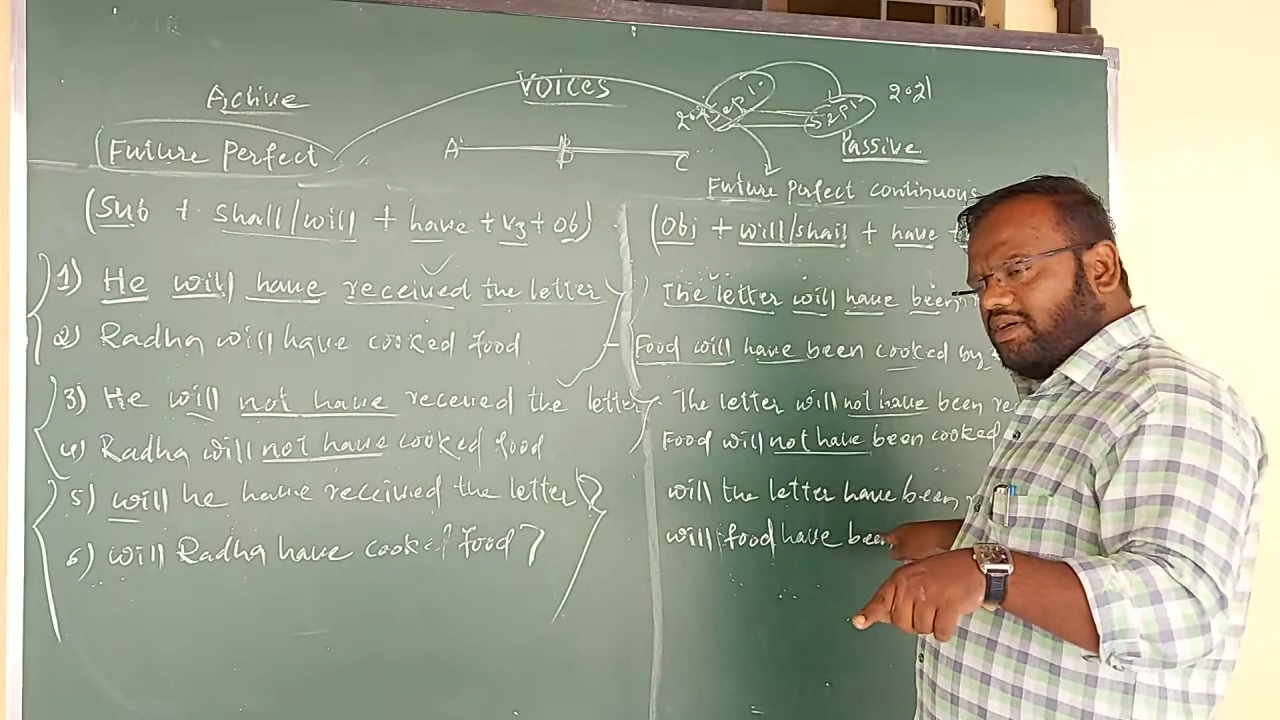 Voices
Active
2021
Sept.
Passive
Future Perfect
A B C
Future perfect continuous
(Sub + shall/will + have + V3 + Ob)
(Obj + will/shall + have +
1) He will have received the letter
The letter will have been
2) Radha will have cooked food
Food will have been cooked by
3) He will not have received the letter
The letter will not have been
4) Radha will not have cooked food
Food will not have been cooked
5) will he have received the letter?
will the letter have been
6) will Radha have cooked food?
will food have been